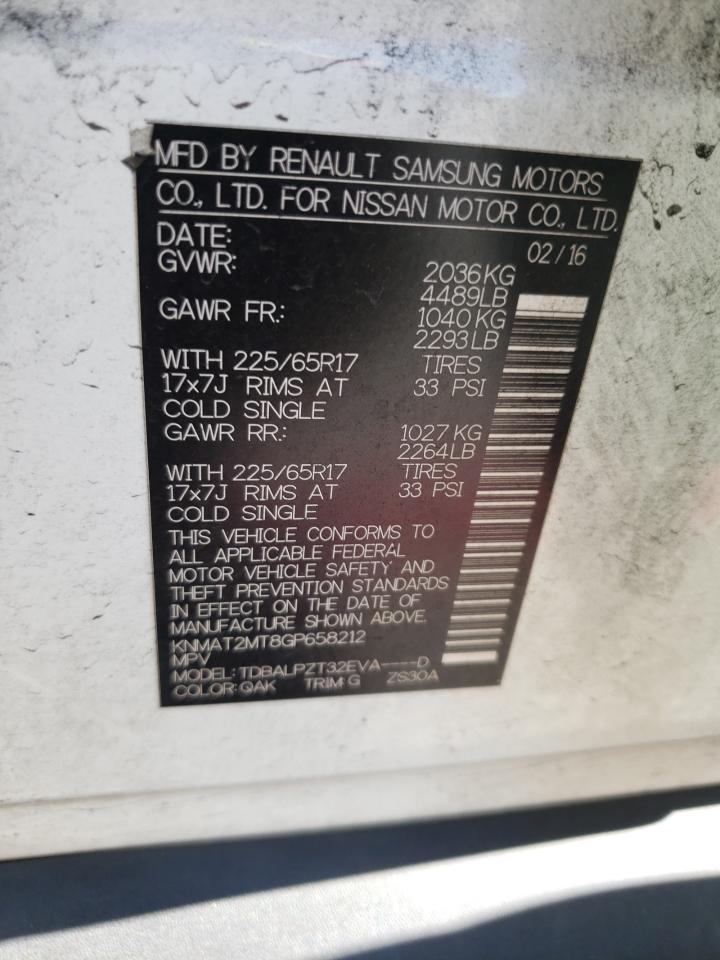 MFD BY RENAULT SAMSUNG MOTORS
CO., LTD. FOR NISSAN MOTOR CO., LTD.
DATE: 02/16
GVWR: 2036KG
4489LB
GAWR FR.: 1040KG
2293LB
WITH 225/65R17 TIRES
17x7J RIMS AT 33 PSI
COLD SINGLE
GAWR RR.: 1027KG
2264LB
WITH 225/65R17 TIRES
17x7J RIMS AT 33 PSI
COLD SINGLE
THIS VEHICLE CONFORMS TO
ALL APPLICABLE FEDERAL
MOTOR VEHICLE SAFETY AND
THEFT PREVENTION STANDARDS
IN EFFECT ON THE DATE OF
MANUFACTURE SHOWN ABOVE.
KNMAT2MT8GP658212
MPV
MODEL: TDBALPZT32EVA-----D
COLOR: QAK TRIM: G ZS30A